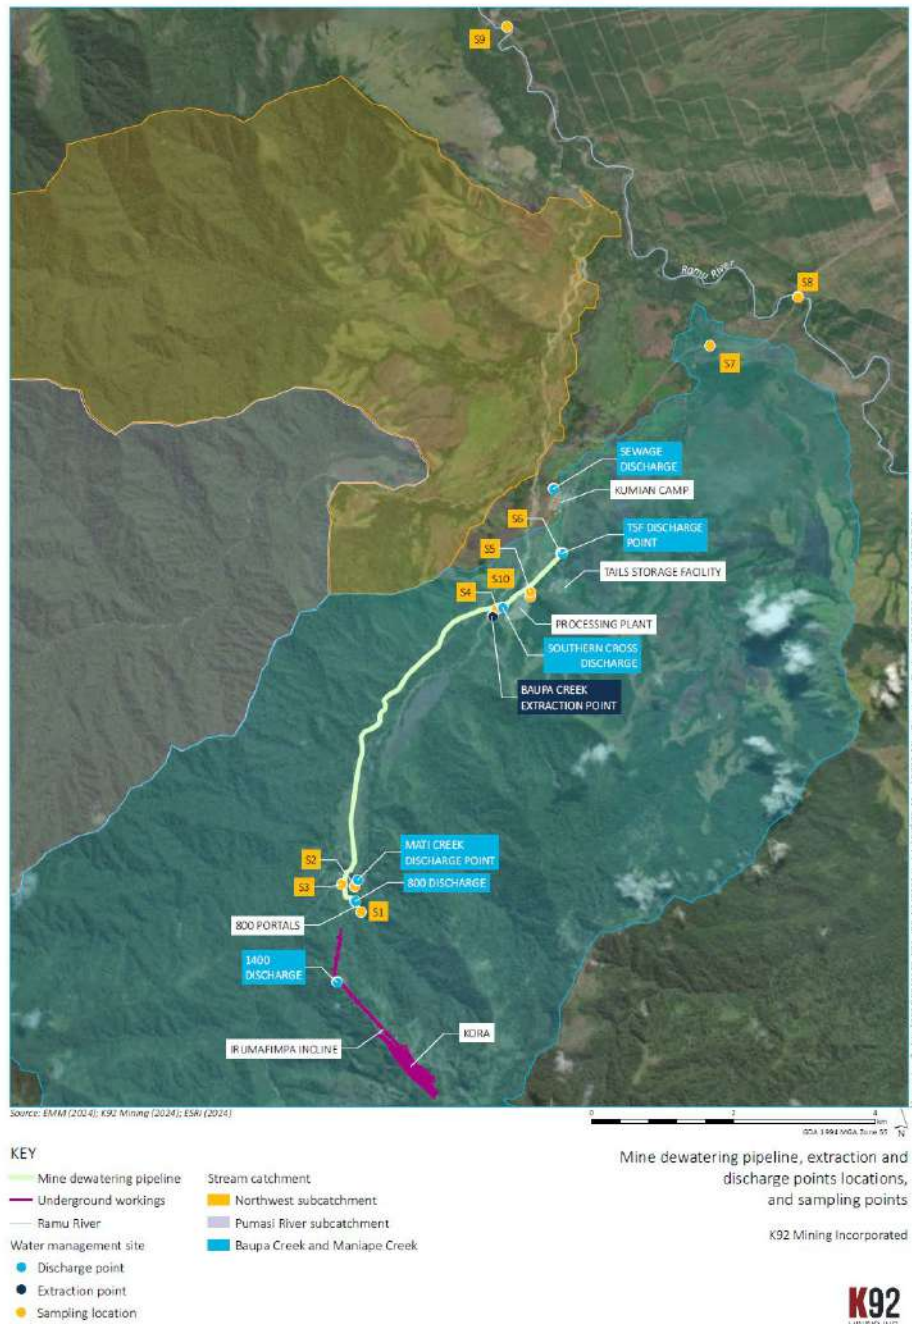 S9
Ramu River
S8
S7
SEWAGE
DISCHARGE
KUMIAN CAMP
S6
TSF DISCHARGE
POINT
S5
TAILS STORAGE FACILITY
S10
S4
PROCESSING PLANT
SOUTHERN CROSS
DISCHARGE
BAUPA CREEK
EXTRACTION POINT
MATI CREEK
DISCHARGE POINT
S2
S3
800 DISCHARGE
S1
800 PORTALS
1400
DISCHARGE
KORA
IRUMAFIMPA INCLINE
Source: EMM (2024); K92 Mining (2024); ESRI (2024)
0 2 4
km
GDA 1994 MGA Zone 55 N
KEY
Mine dewatering pipeline
Underground workings
Ramu River
Water management site
Discharge point
Extraction point
Sampling location
Stream catchment
Northwest subcatchment
Pumasi River subcatchment
Baupa Creek and Maniape Creek
Mine dewatering pipeline, extraction and
discharge points locations,
and sampling points
K92 Mining Incorporated
K92